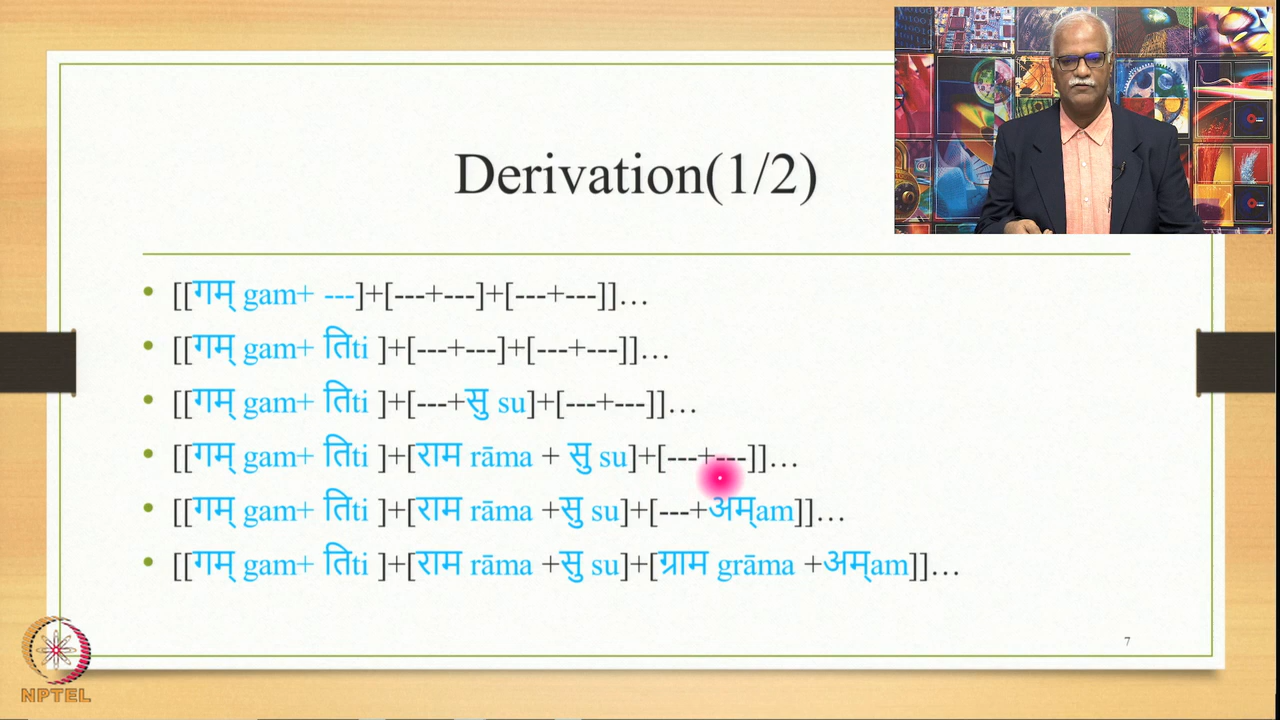 Derivation(1/2)
• [[गम् gam+ ---]+[---+---]+[---+---]]…
• [[गम् gam+ तिti ]+[---+---]+[---+---]]…
• [[गम् gam+ तिti ]+[---+सु su]+[---+---]]…
• [[गम् gam+ तिti ]+[राम rāma + सु su]+[---+---]]…
• [[गम् gam+ तिti ]+[राम rāma +सु su]+[---+अम्am]]…
• [[गम् gam+ तिti ]+[राम rāma +सु su]+[ग्राम grāma +अम्am]]…
7
NPTEL